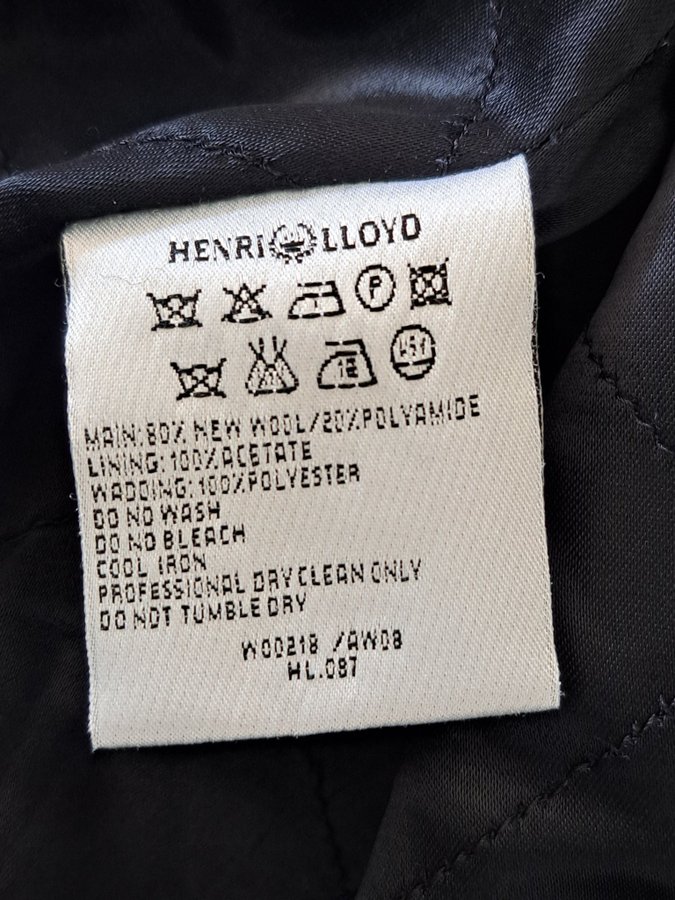 HENRI LLOYD
P
MAIN: 80% NEW WOOL/20% POLYAMIDE
LINING: 100% ACETATE
WADDING: 100% POLYESTER
DO NO WASH
DO NO BLEACH
COOL IRON
PROFESSIONAL DRY CLEAN ONLY
DO NOT TUMBLE DRY
W00218 /AW08
HL.087